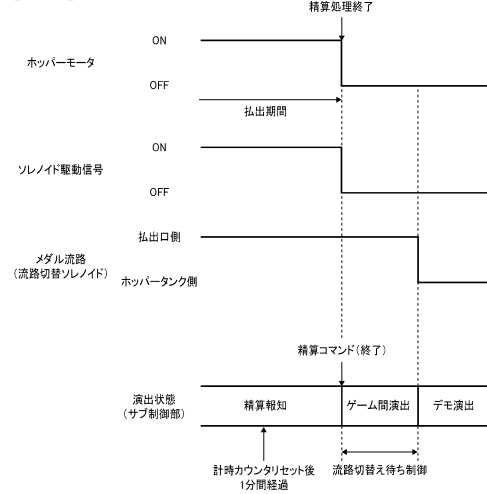 精算処理終了
ON
ホッパーモータ
OFF
払出期間
ON
ソレノイド駆動信号
OFF
払出口側
メダル流路
(流路切替ソレノイド)
ホッパータンク側
精算コマンド(終了)
演出状態
(サブ制御部)
精算報知
ゲーム間演出
デモ演出
計時カウンタリセット後
1分間経過
流路切替え待ち制御